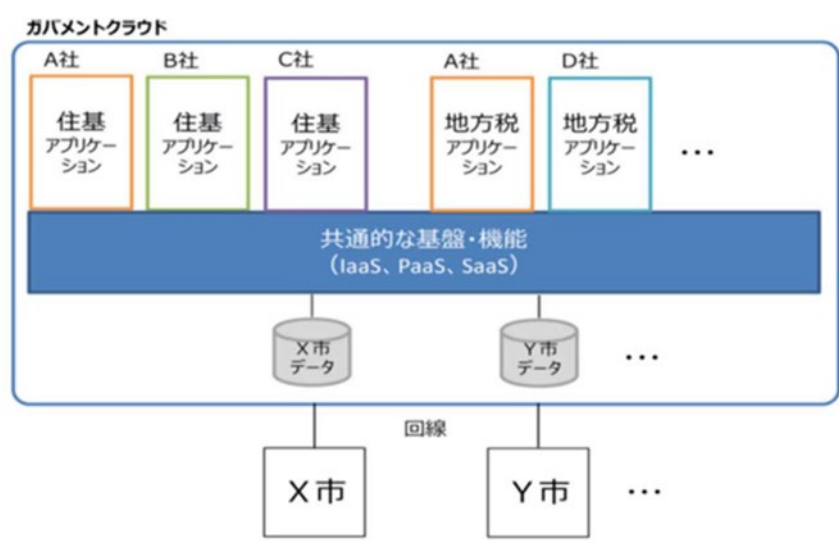 ガバメントクラウド
A社
B社
C社
A社
D社
住基
アプリケー
ション
住基
アプリケー
ション
住基
アプリケー
ション
地方税
アプリケー
ション
地方税
アプリケー
ション
…
共通的な基盤・機能
（IaaS、PaaS、SaaS）
X市
データ
Y市
データ
…
回線
X市
Y市
…